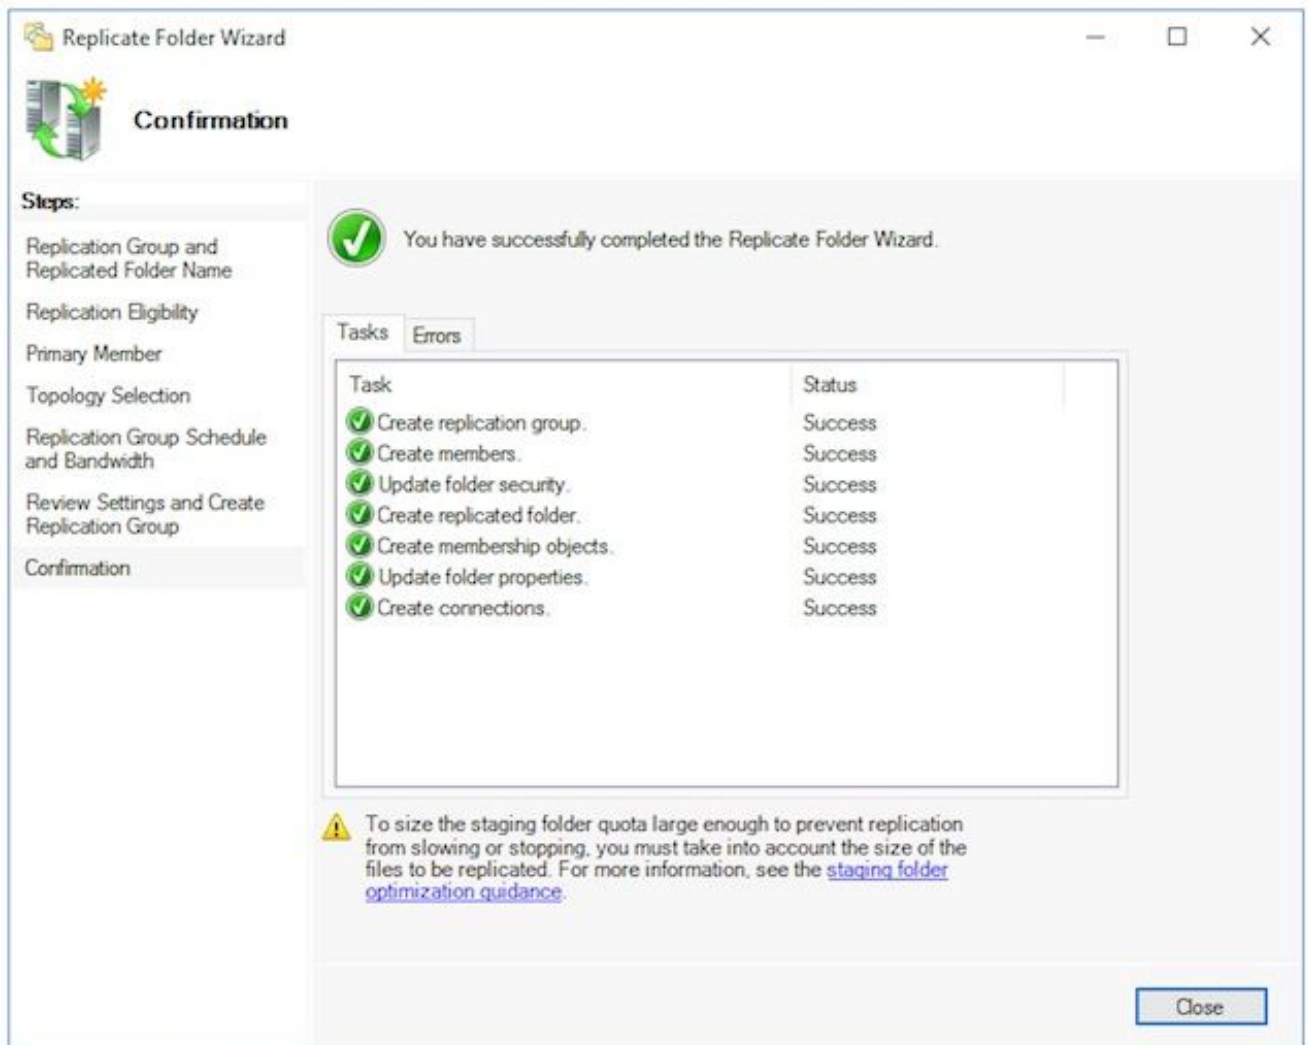 Replicate Folder Wizard
Confirmation
Steps:
Replication Group and
Replicated Folder Name
Replication Eligibility
Primary Member
Topology Selection
Replication Group Schedule
and Bandwidth
Review Settings and Create
Replication Group
Confirmation
You have successfully completed the Replicate Folder Wizard.
Tasks Errors
Task Status
Create replication group. Success
Create members. Success
Update folder security. Success
Create replicated folder. Success
Create membership objects. Success
Update folder properties. Success
Create connections. Success
To size the staging folder quota large enough to prevent replication
from slowing or stopping, you must take into account the size of the
files to be replicated. For more information, see the staging folder
optimization guidance.
Close